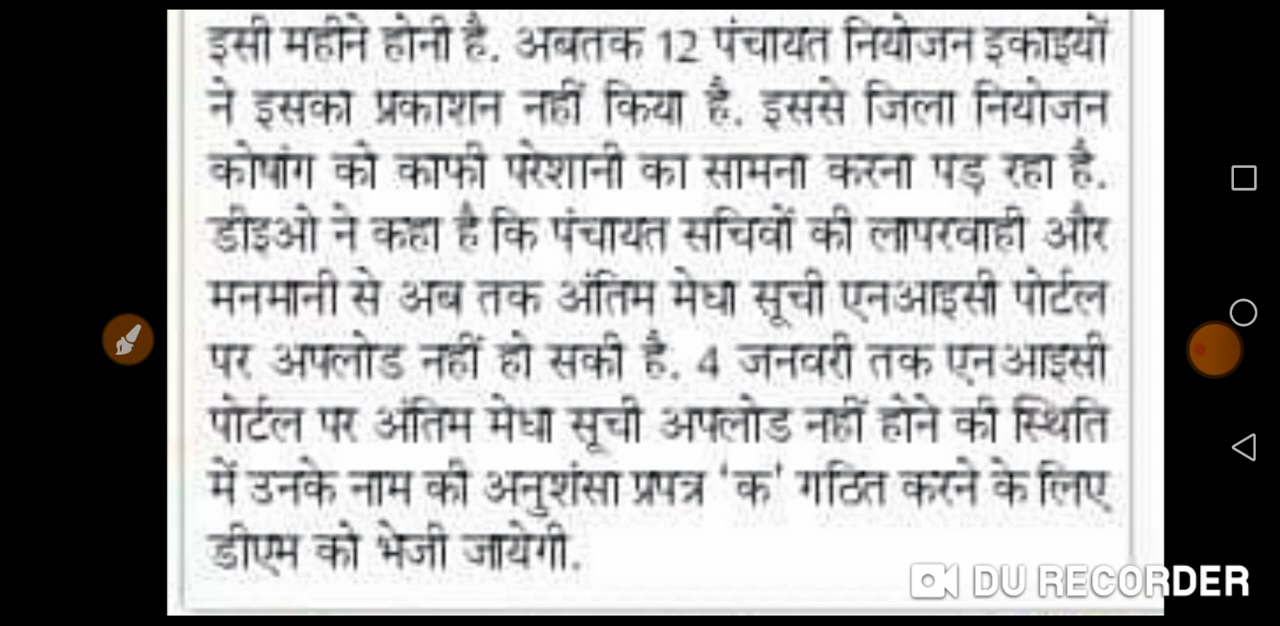 इसी महीने होनी है. अबतक 12 पंचायत नियोजन इकाइयों
ने इसका प्रकाशन नहीं किया है. इससे जिला नियोजन
कोषांग को काफी परेशानी का सामना करना पड़ रहा है.
डीइओ ने कहा है कि पंचायत सचिवों की लापरवाही और
मनमानी से अब तक अंतिम मेधा सूची एनआइसी पोर्टल
पर अपलोड नहीं हो सकी है. 4 जनवरी तक एनआइसी
पोर्टल पर अंतिम मेधा सूची अपलोड नहीं होने की स्थिति
में उनके नाम की अनुशंसा प्रपत्र 'क' गठित करने के लिए
डीएम को भेजी जायेगी.
DU RECORDER